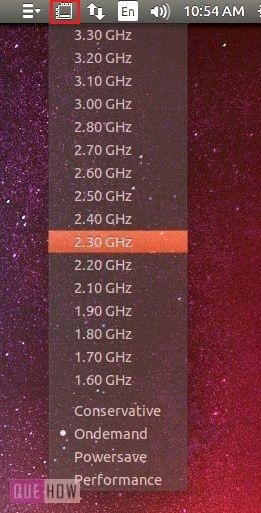 En 10:54 AM
3.30 GHz
3.20 GHz
3.10 GHz
3.00 GHz
2.80 GHz
2.70 GHz
2.60 GHz
2.50 GHz
2.40 GHz
2.30 GHz
2.20 GHz
2.10 GHz
1.90 GHz
1.80 GHz
1.70 GHz
1.60 GHz
Conservative
Ondemand
Powersave
Performance
QUEHOW